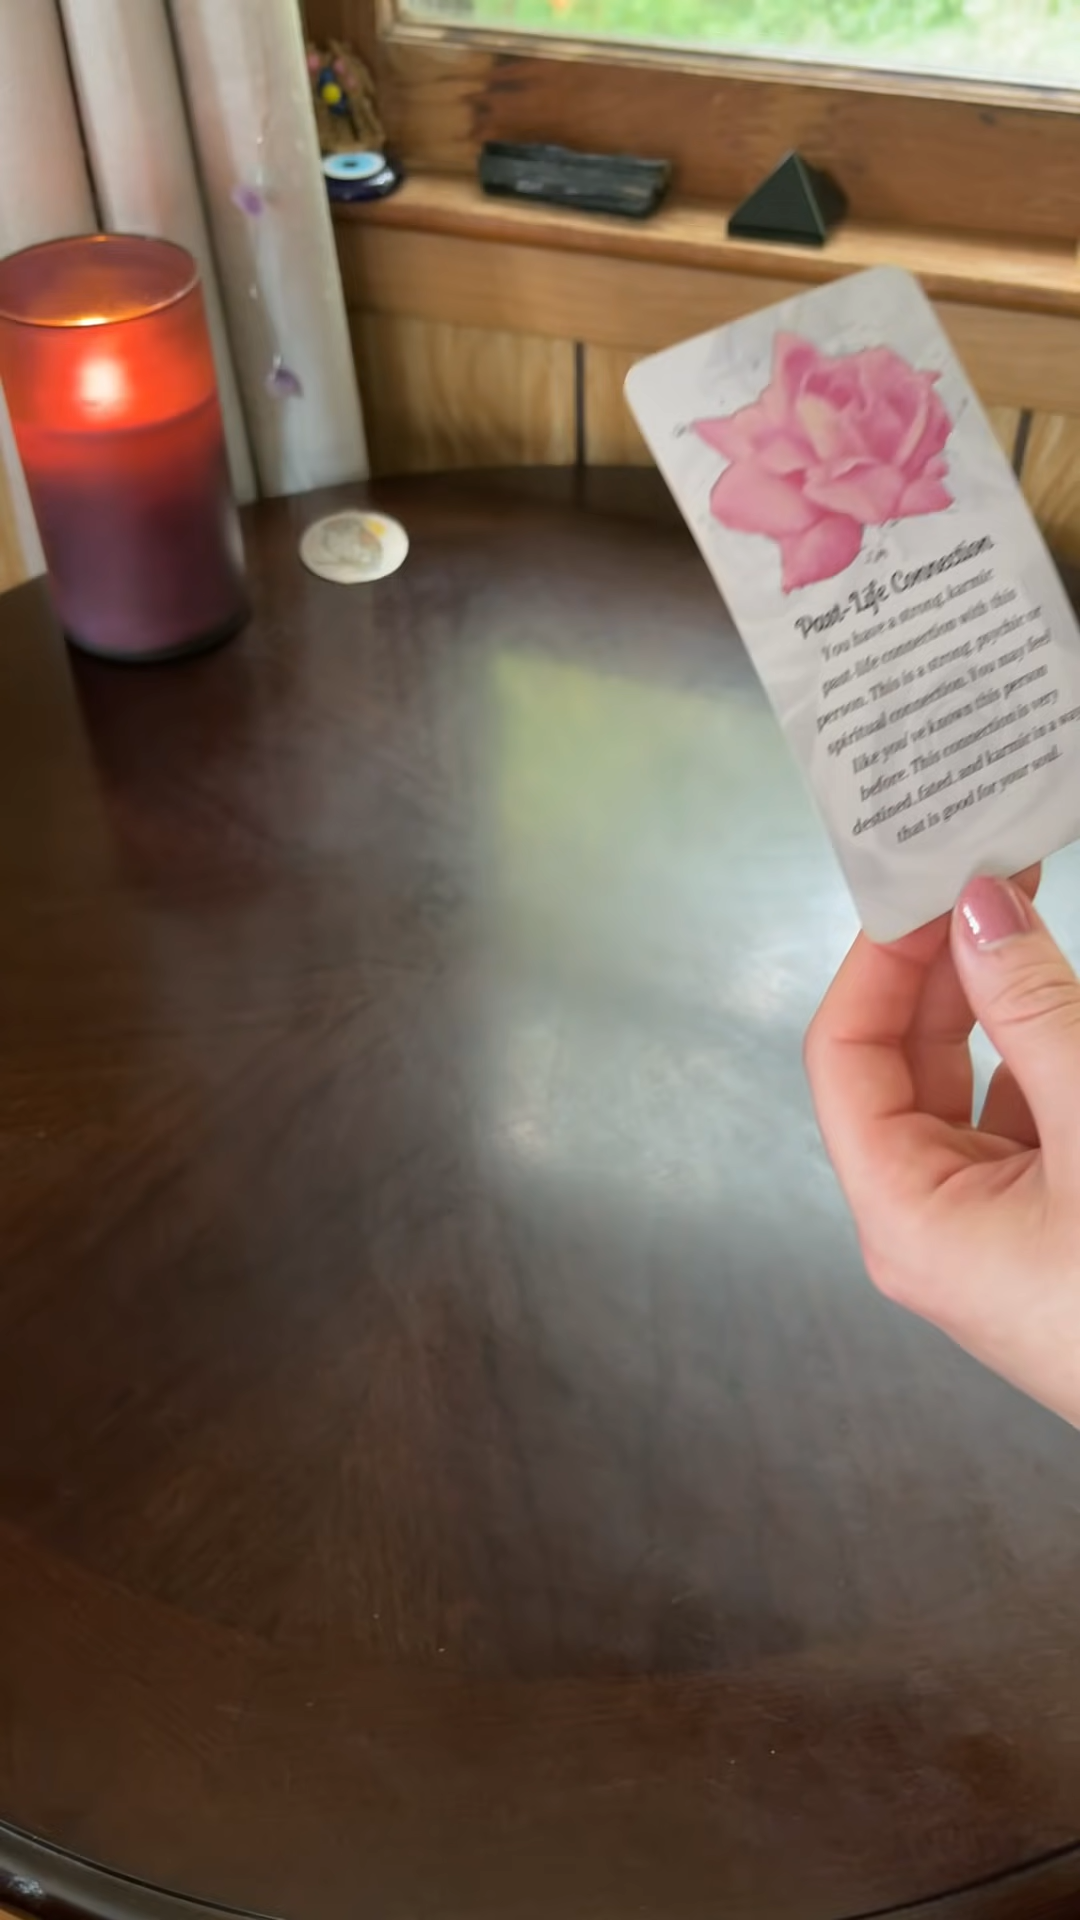 Past-Life Connection
You have a strong, karmic
past-life connection with this
person. This is a strong, psychic or
spiritual connection. You may feel
like you've known this person
before. This connection is very
destined, fated, and karmic in a way
that is good for your soul.